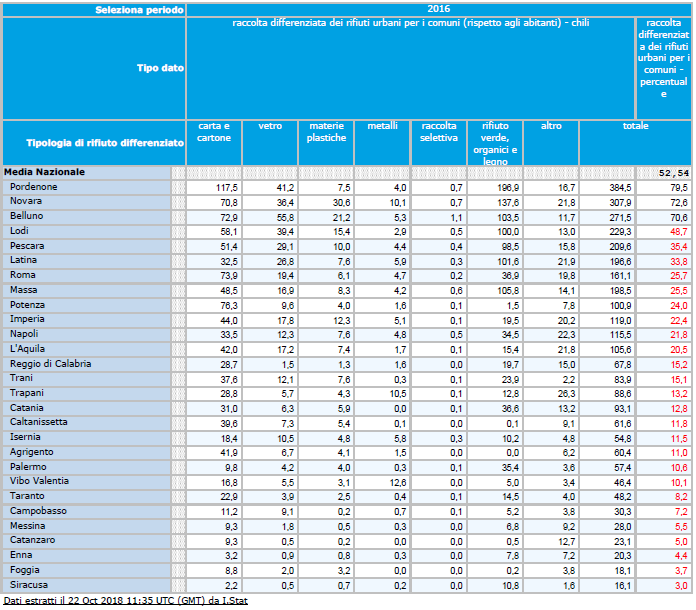 Seleziona periodo 2016
Tipo dato raccolta differenziata dei rifiuti urbani per i comuni (rispetto agli abitanti) - chili raccolta
differenziat
a dei rifiuti
urbani per i
comuni -
percentual
e
Tipologia di rifiuto differenziato carta e cartone vetro materie plastiche metalli raccolta selettiva rifiuto verde, organici e legno altro totale
Media Nazionale 52,54
Pordenone 117,5 41,2 7,5 4,0 0,7 196,9 16,7 384,5 79,5
Novara 70,8 36,4 30,6 10,1 0,7 137,6 21,8 307,9 72,6
Belluno 72,9 55,8 21,2 5,3 1,1 103,5 11,7 271,5 70,6
Lodi 58,1 39,4 15,4 2,9 0,5 100,0 13,0 229,3 48,7
Pescara 51,4 29,1 10,0 4,4 0,4 98,5 15,8 209,6 35,4
Latina 32,5 26,8 7,6 5,9 0,3 101,6 21,9 196,6 33,8
Roma 73,9 19,4 6,1 4,7 0,2 36,9 19,8 161,1 25,7
Massa 48,5 16,9 8,3 4,2 0,6 105,8 14,1 198,5 25,5
Potenza 76,3 9,6 4,0 1,6 0,1 1,5 7,8 100,9 24,0
Imperia 44,0 17,8 12,3 5,1 0,1 19,5 20,2 119,0 22,4
Napoli 33,5 12,3 7,6 4,8 0,5 34,5 22,3 115,5 21,8
L'Aquila 42,0 17,2 7,4 1,7 0,1 15,4 21,8 105,6 20,5
Reggio di Calabria 28,7 1,5 1,3 1,6 0,0 19,7 15,0 67,8 15,2
Trani 37,6 12,1 7,6 0,3 0,1 23,9 2,2 83,9 15,1
Trapani 28,8 5,7 4,3 10,5 0,1 12,8 26,3 88,6 13,2
Catania 31,0 6,3 5,9 0,0 0,1 36,6 13,2 93,1 12,8
Caltanissetta 39,6 7,3 5,4 0,1 0,0 0,1 9,1 61,6 11,8
Isernia 18,4 10,5 4,8 5,8 0,3 10,2 4,8 54,8 11,5
Agrigento 41,9 6,7 4,1 1,5 0,0 0,0 6,2 60,4 11,0
Palermo 9,8 4,2 4,0 0,3 0,1 35,4 3,6 57,4 10,6
Vibo Valentia 16,8 5,5 3,1 12,6 0,0 5,0 3,4 46,4 10,1
Taranto 22,9 3,9 2,5 0,4 0,1 14,5 4,0 48,2 8,2
Campobasso 11,2 9,1 0,2 0,7 0,1 5,2 3,8 30,3 7,2
Messina 9,3 1,8 0,5 0,3 0,0 6,8 9,2 28,0 5,5
Catanzaro 9,3 0,5 0,2 0,0 0,0 0,5 12,7 23,1 5,0
Enna 3,2 0,9 0,8 0,3 0,0 7,8 7,2 20,3 4,4
Foggia 8,8 2,0 3,2 0,0 0,0 0,2 3,8 18,1 3,7
Siracusa 2,2 0,5 0,7 0,2 0,0 10,8 1,6 16,1 3,0
Dati estratti il 22 Oct 2018 11:35 UTC (GMT) da I.Stat